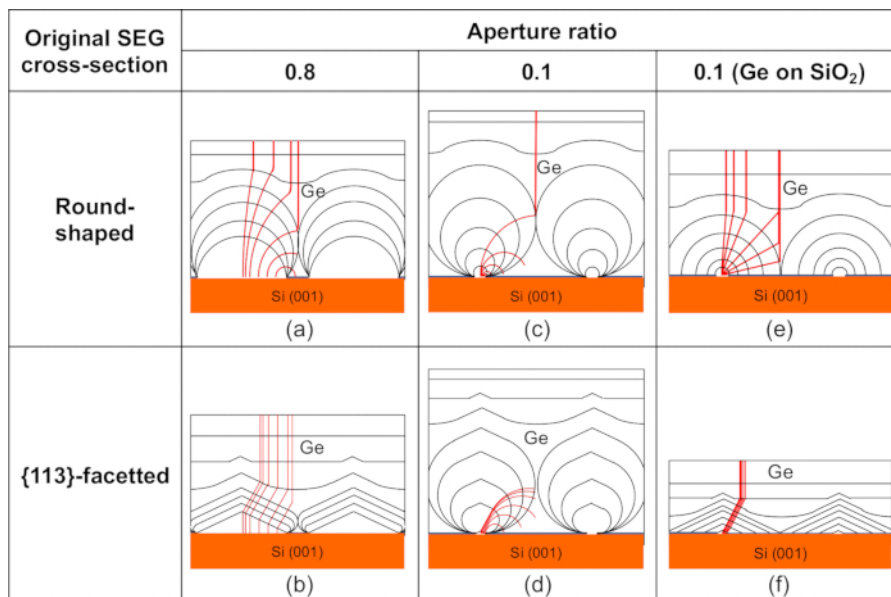 Original SEG
cross-section
Aperture ratio
0.8
0.1
0.1 (Ge on SiO₂)
Round-
shaped
Ge
Si (001)
(a)
Ge
Si (001)
(c)
Ge
Si (001)
(e)
{113}-facetted
Ge
Si (001)
(b)
Ge
Si (001)
(d)
Ge
Si (001)
(f)